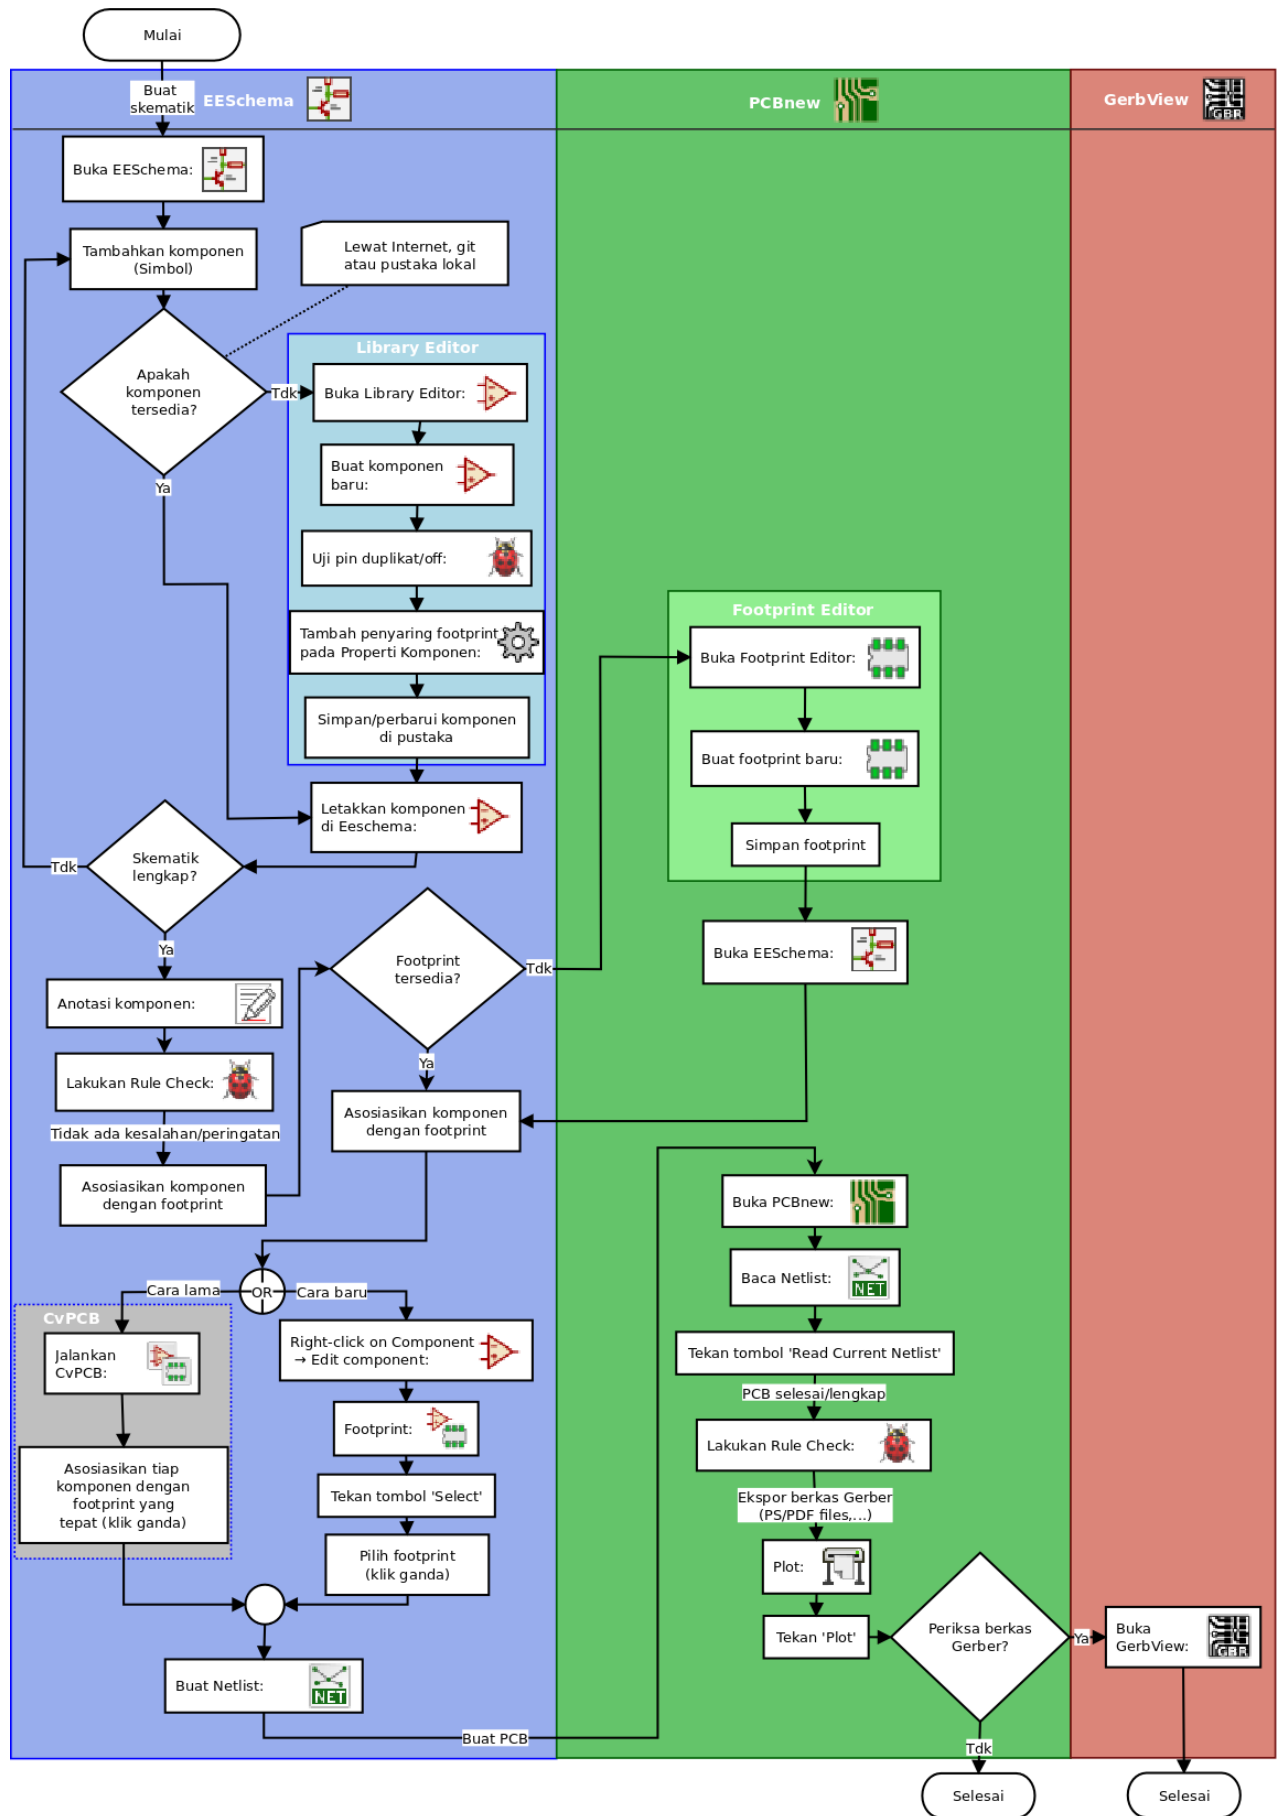 Mulai
Buat
skematik
EESchema
PCBnew
GerbView
GBR
Buka EESchema:
Tambahkan komponen
(Simbol)
Lewat Internet, git
atau pustaka lokal
Apakah
komponen
tersedia?
Tdk
Ya
Library Editor
Buka Library Editor:
Buat komponen
baru:
Uji pin duplikat/off:
Tambah penyaring footprint
pada Properti Komponen:
Simpan/perbarui komponen
di pustaka
Letakkan komponen
di Eeschema:
Skematik
lengkap?
Tdk
Ya
Anotasi komponen:
Lakukan Rule Check:
Tidak ada kesalahan/peringatan
Asosiasikan komponen
dengan footprint
Footprint
tersedia?
Tdk
Ya
Footprint Editor
Buka Footprint Editor:
Buat footprint baru:
Simpan footprint
Buka EESchema:
Asosiasikan komponen
dengan footprint
OR
Cara lama
Cara baru
CvPCB
Jalankan
CvPCB:
Asosiasikan tiap
komponen dengan
footprint yang
tepat (klik ganda)
Right-click on Component
→ Edit component:
Footprint:
Tekan tombol 'Select'
Pilih footprint
(klik ganda)
Buat Netlist:
NET
Buat PCB
Buka PCBnew:
Baca Netlist:
NET
Tekan tombol 'Read Current Netlist'
PCB selesai/lengkap
Lakukan Rule Check:
Ekspor berkas Gerber
(PS/PDF files,...)
Plot:
Tekan 'Plot'
Periksa berkas
Gerber?
Ya
Tdk
Buka
GerbView:
GBR
Selesai
Selesai